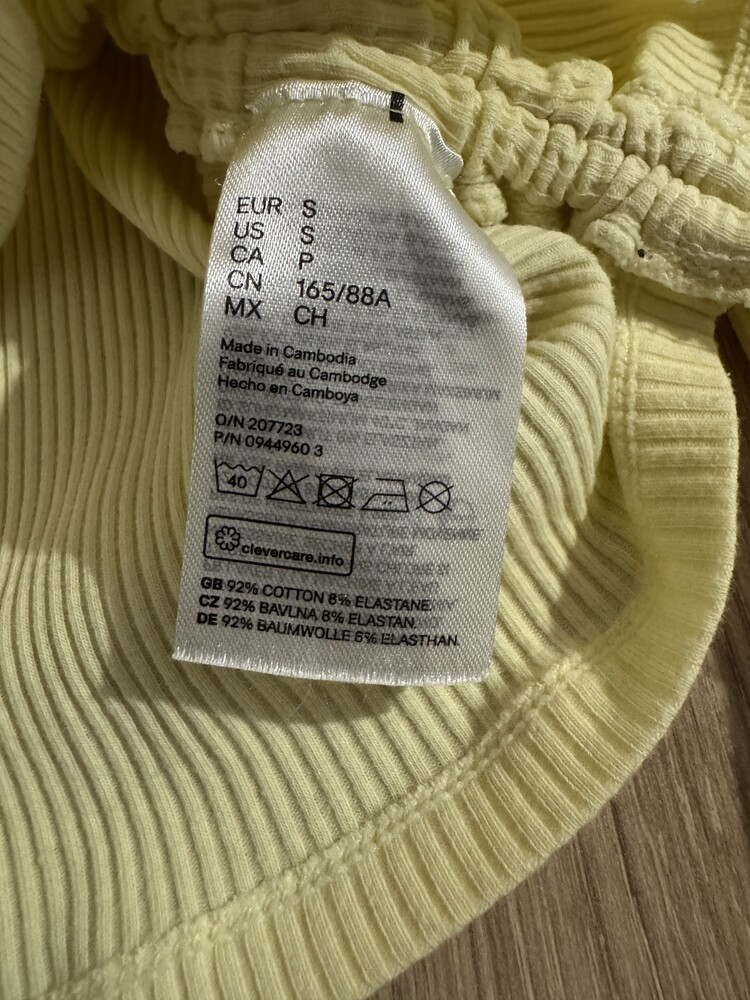 EUR S
US S
CA P
CN 165/88A
MX CH
Made in Cambodia
Fabriqué au Cambodge
Hecho en Camboya
O/N 207723
P/N 0944960 3
40
clevercare.info
GB 92% COTTON 8% ELASTANE.
CZ 92% BAVLNA 8% ELASTAN.
DE 92% BAUMWOLLE 8% ELASTHAN.